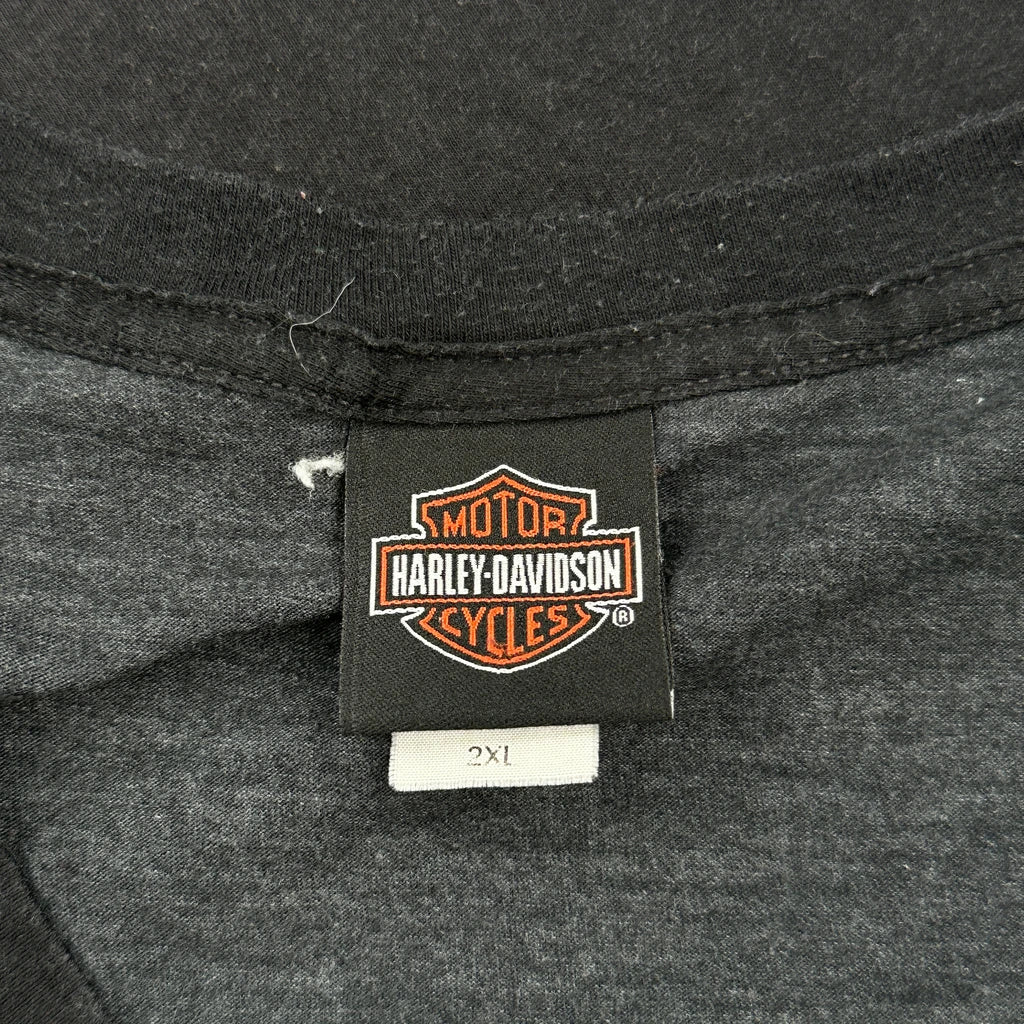 MOTOR
HARLEY-DAVIDSON
CYCLES ®
2XL